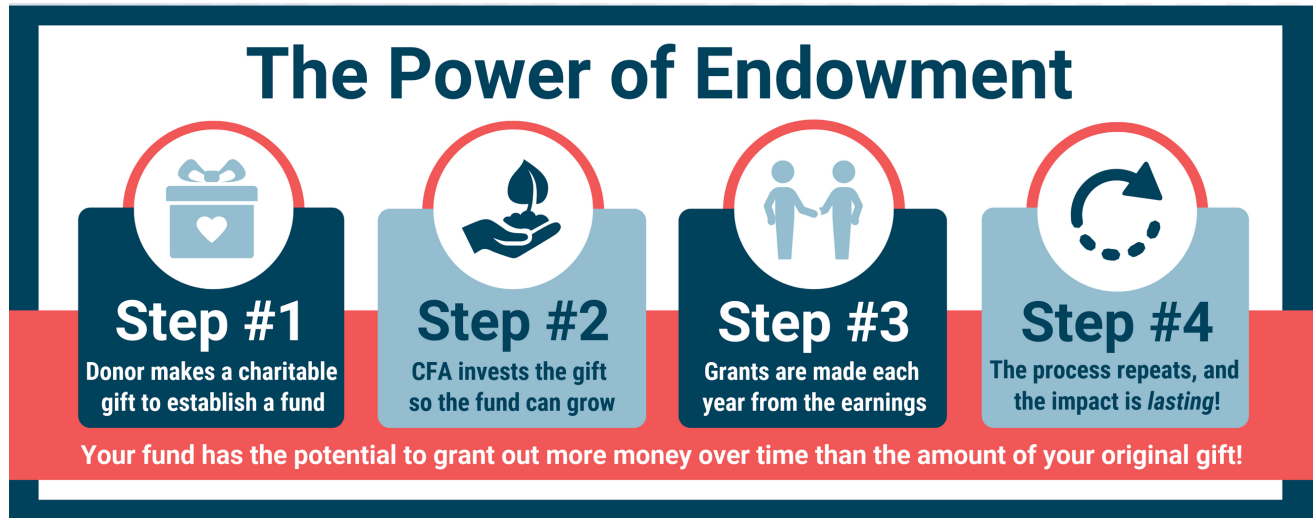 The Power of Endowment
Step #1
Donor makes a charitable
gift to establish a fund
Step #2
CFA invests the gift
so the fund can grow
Step #3
Grants are made each
year from the earnings
Step #4
The process repeats, and
the impact is lasting!
Your fund has the potential to grant out more money over time than the amount of your original gift!